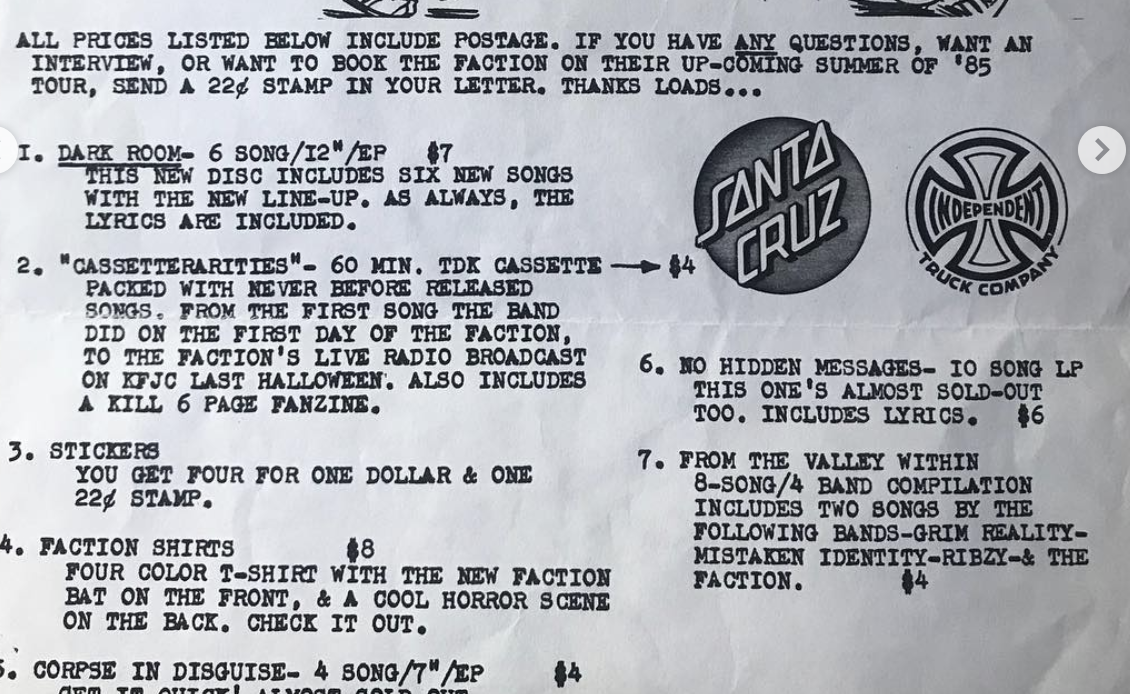 ALL PRICES LISTED BELOW INCLUDE POSTAGE. IF YOU HAVE ANY QUESTIONS, WANT AN
INTERVIEW, OR WANT TO BOOK THE FACTION ON THEIR UP-COMING SUMMER OF '85
TOUR, SEND A 22¢ STAMP IN YOUR LETTER. THANKS LOADS...
I. DARK ROOM- 6 SONG/I2"/EP $7
THIS NEW DISC INCLUDES SIX NEW SONGS
WITH THE NEW LINE-UP. AS ALWAYS, THE
LYRICS ARE INCLUDED.
2. "CASSETTERARITIES"- 60 MIN. TDK CASSETTE → $4
PACKED WITH NEVER BEFORE RELEASED
SONGS. FROM THE FIRST SONG THE BAND
DID ON THE FIRST DAY OF THE FACTION,
TO THE FACTION'S LIVE RADIO BROADCAST
ON KFJC LAST HALLOWEEN. ALSO INCLUDES
A KILL 6 PAGE FANZINE.
3. STICKERS
YOU GET FOUR FOR ONE DOLLAR & ONE
22¢ STAMP.
4. FACTION SHIRTS $8
FOUR COLOR T-SHIRT WITH THE NEW FACTION
BAT ON THE FRONT, & A COOL HORROR SCENE
ON THE BACK. CHECK IT OUT.
5. CORPSE IN DISGUISE- 4 SONG/7"/EP $4
GET IT QUICK! ALMOST SOLD OUT
SANTA
CRUZ
INDEPENDENT
TRUCK COMPANY
6. NO HIDDEN MESSAGES- IO SONG LP
THIS ONE'S ALMOST SOLD-OUT
TOO. INCLUDES LYRICS. $6
7. FROM THE VALLEY WITHIN
8-SONG/4 BAND COMPILATION
INCLUDES TWO SONGS BY THE
FOLLOWING BANDS-GRIM REALITY-
MISTAKEN IDENTITY-RIBZY-& THE
FACTION. $4